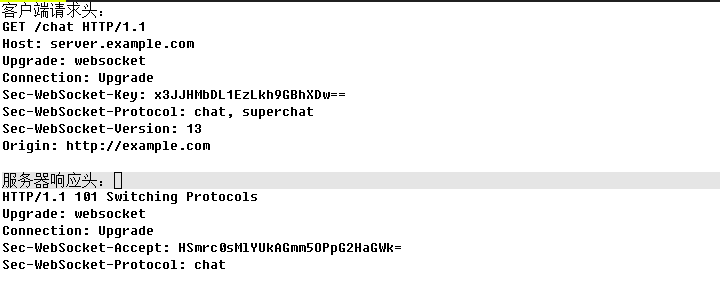 客户端请求头：
GET /chat HTTP/1.1
Host: server.example.com
Upgrade: websocket
Connection: Upgrade
Sec-WebSocket-Key: x3JJHMbDL1EzLkh9GBhXDw==
Sec-WebSocket-Protocol: chat, superchat
Sec-WebSocket-Version: 13
Origin: http://example.com
服务器响应头：
HTTP/1.1 101 Switching Protocols
Upgrade: websocket
Connection: Upgrade
Sec-WebSocket-Accept: HSmrc0sMlYUkAGmm5OPpG2HaGWk=
Sec-WebSocket-Protocol: chat